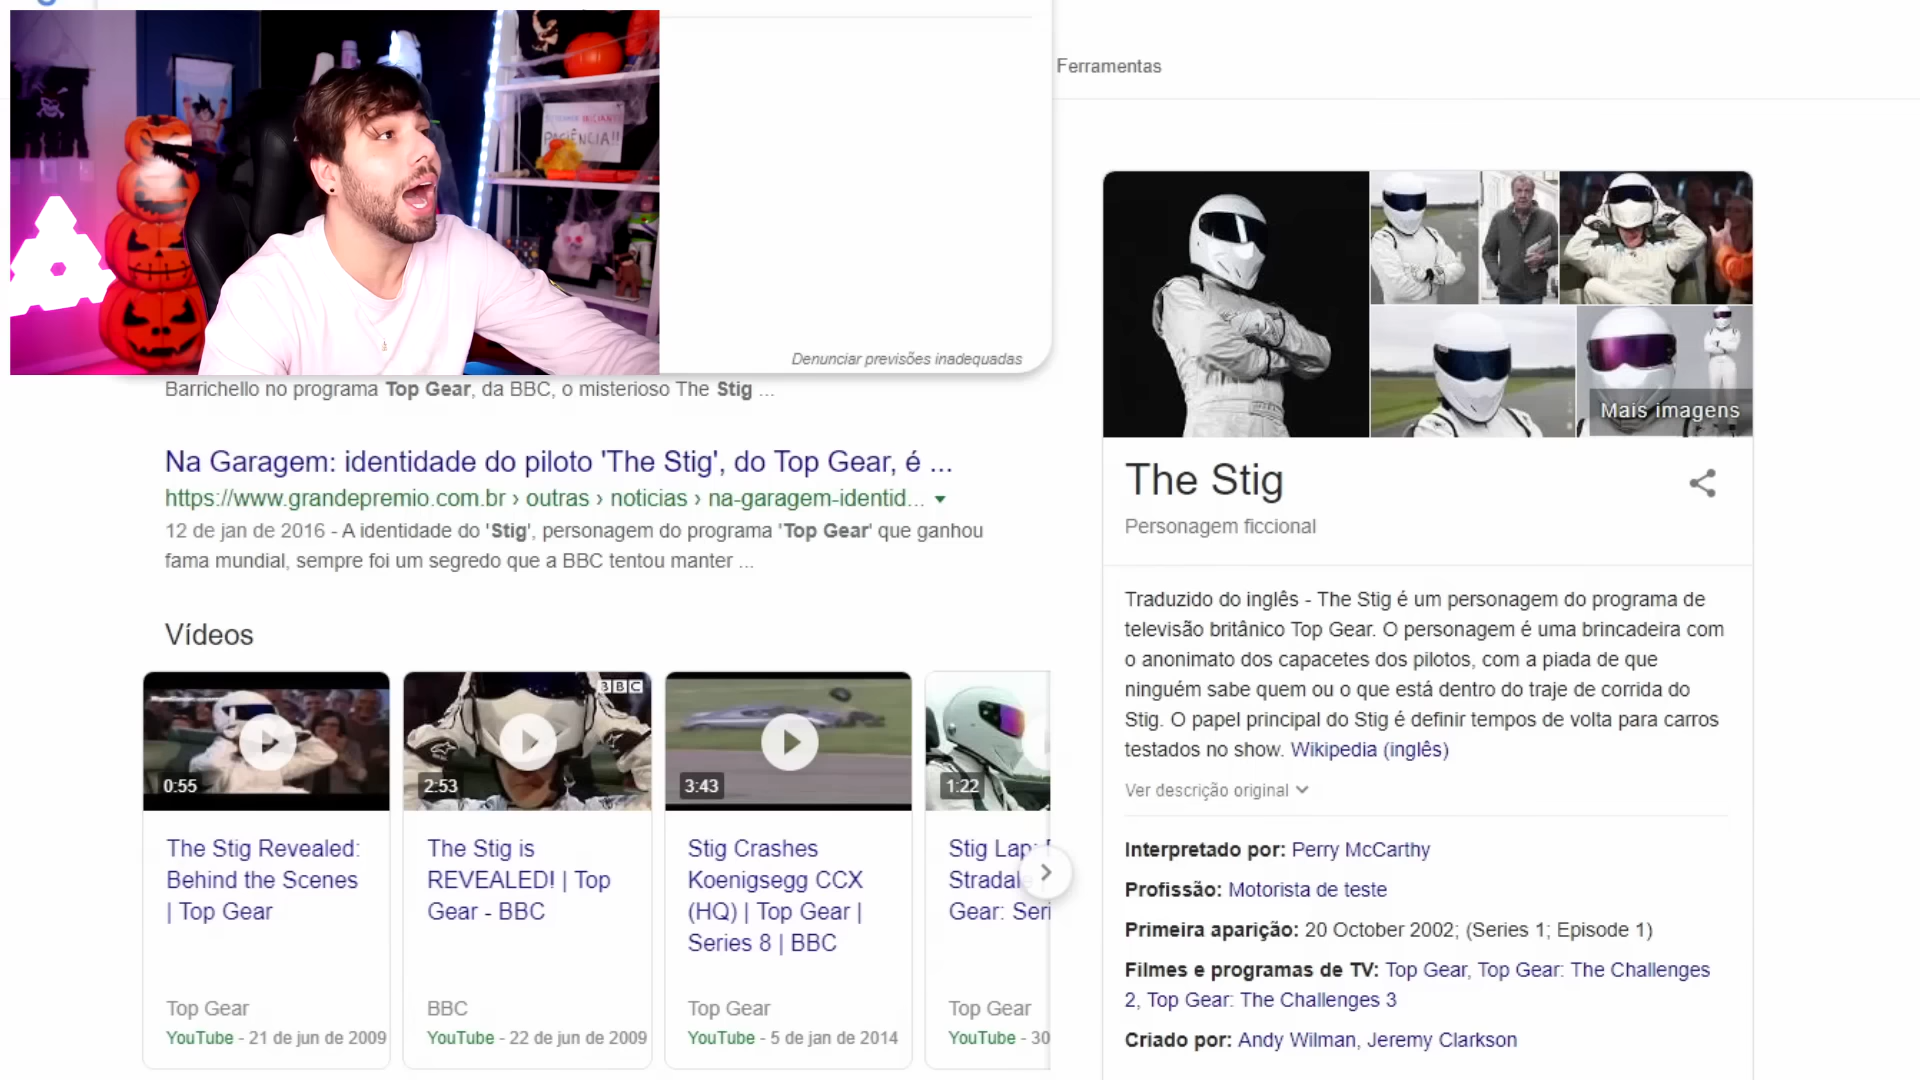 Ferramentas
PACIÊNCIA!!
Denunciar previsões inadequadas
Barrichello no programa Top Gear, da BBC, o misterioso The Stig ...
Na Garagem: identidade do piloto 'The Stig', do Top Gear, é ...
https://www.grandepremio.com.br › outras › noticias › na-garagem-identid...
12 de jan de 2016 - A identidade do 'Stig', personagem do programa 'Top Gear' que ganhou
fama mundial, sempre foi um segredo que a BBC tentou manter ...
Vídeos
BBC
0:55
2:53
3:43
1:22
The Stig Revealed:
Behind the Scenes
| Top Gear
Top Gear
YouTube - 21 de jun de 2009
The Stig is
REVEALED! | Top
Gear - BBC
BBC
YouTube - 22 de jun de 2009
Stig Crashes
Koenigsegg CCX
(HQ) | Top Gear |
Series 8 | BBC
Top Gear
YouTube - 5 de jan de 2014
Stig Lap:
Stradale
Gear: Seri
Top Gear
YouTube - 30
Mais imagens
The Stig
Personagem ficcional
Traduzido do inglês - The Stig é um personagem do programa de
televisão britânico Top Gear. O personagem é uma brincadeira com
o anonimato dos capacetes dos pilotos, com a piada de que
ninguém sabe quem ou o que está dentro do traje de corrida do
Stig. O papel principal do Stig é definir tempos de volta para carros
testados no show. Wikipedia (inglês)
Ver descrição original
Interpretado por: Perry McCarthy
Profissão: Motorista de teste
Primeira aparição: 20 October 2002; (Series 1; Episode 1)
Filmes e programas de TV: Top Gear, Top Gear: The Challenges
2, Top Gear: The Challenges 3
Criado por: Andy Wilman, Jeremy Clarkson